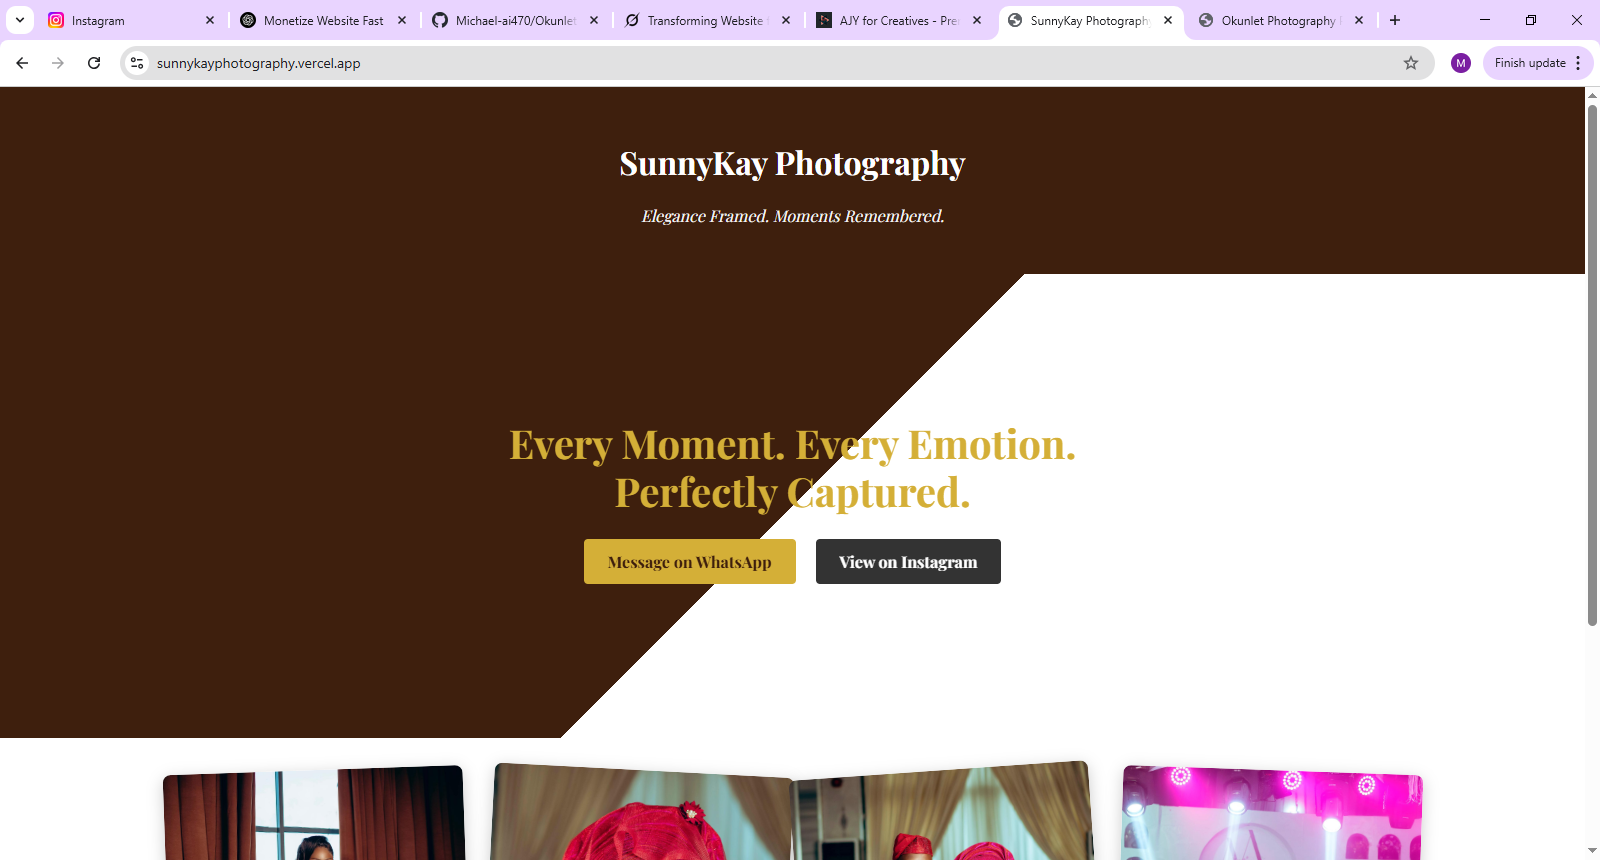 Instagram
Monetize Website Fast
Michael-ai470/Okunlet
Transforming Website
AJY for Creatives - Pre
SunnyKay Photography
Okunlet Photography
sunnykayphotography.vercel.app
M
Finish update
SunnyKay Photography
Elegance Framed. Moments Remembered.
Every Moment. Every Emotion.
Perfectly Captured.
Message on WhatsApp
View on Instagram